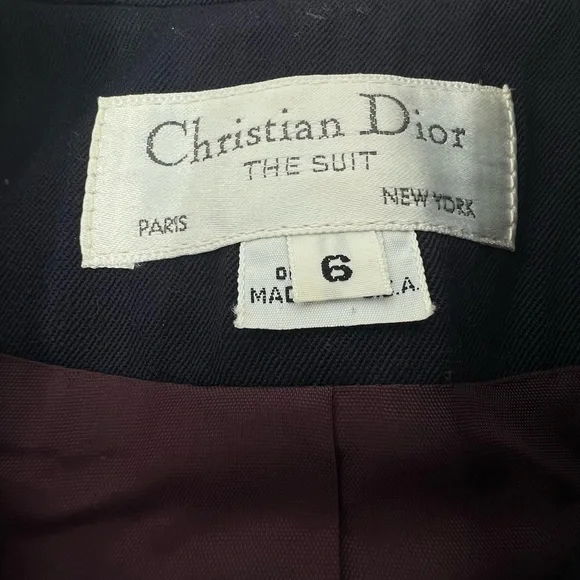 Christian Dior
THE SUIT
PARIS
NEW YORK
6